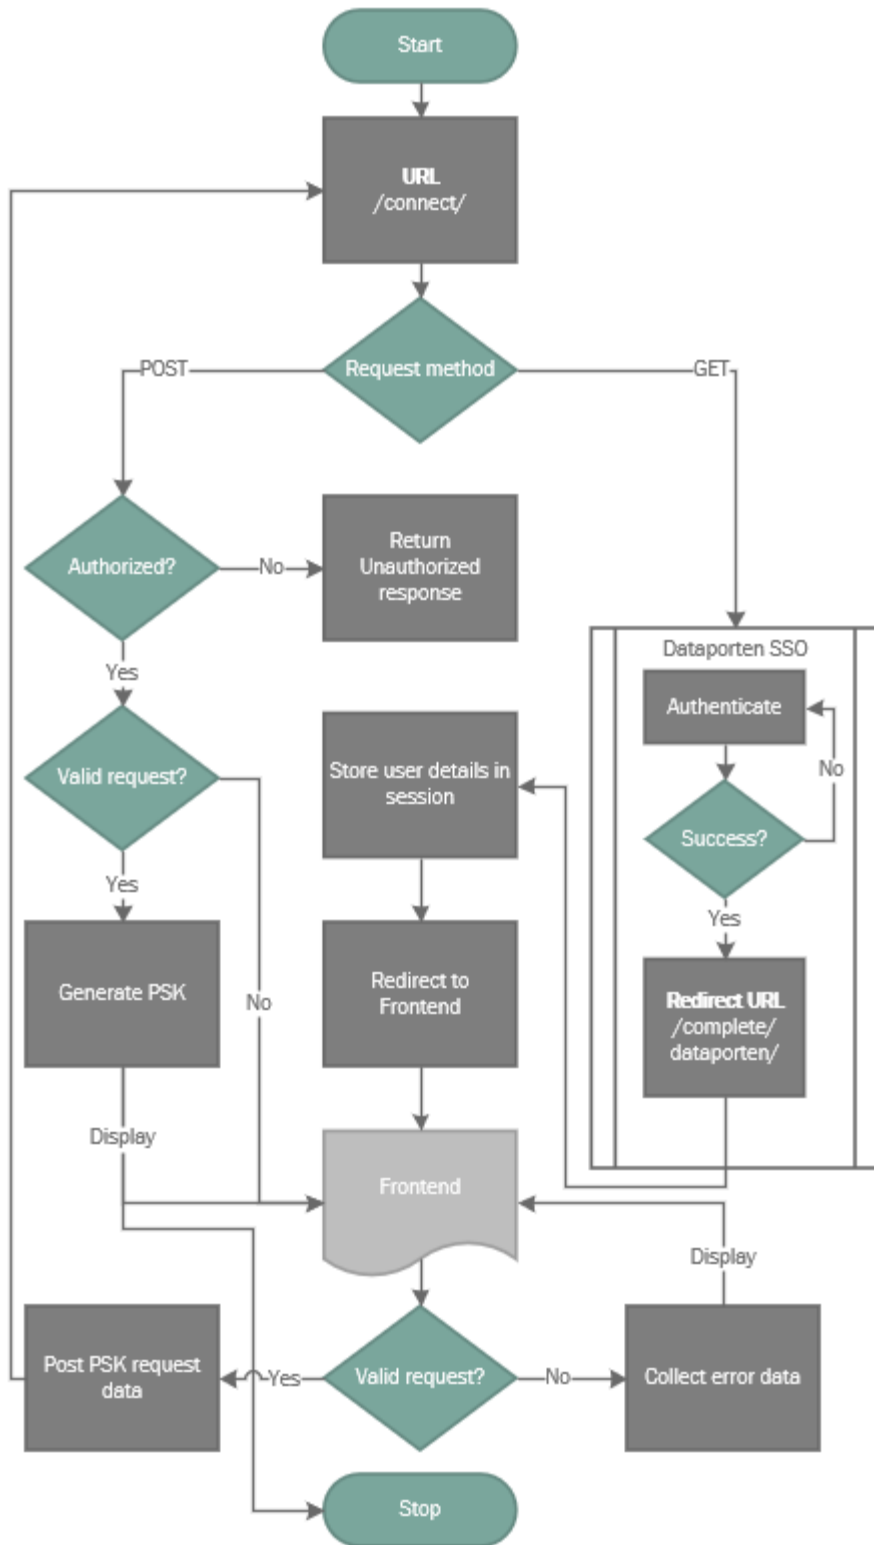 Start
URL
/connect/
POST
Request method
GET
Authorized?
No
Return
Unauthorized
response
Yes
Dataporten SSO
Authenticate
Valid request?
Store user details in
session
No
Success?
Yes
Yes
Generate PSK
No
Redirect to
Frontend
Redirect URL
/complete/
dataporten/
Display
Frontend
Display
Post PSK request
data
Yes
Valid request?
No
Collect error data
Stop